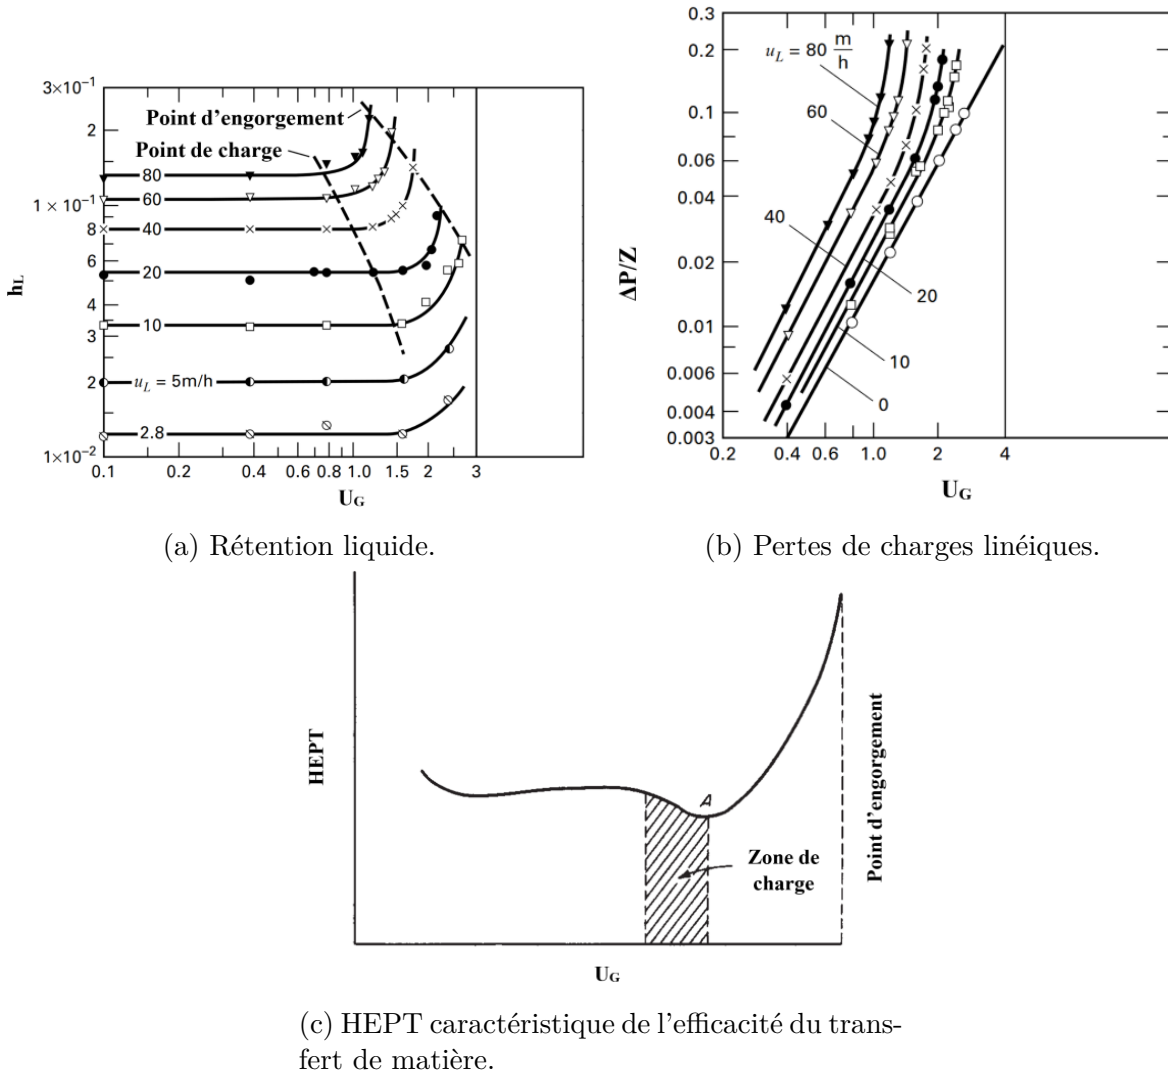 3×10⁻¹
2
1 × 10⁻¹
8
6
4
3
2
1×10⁻²
h_L
Point d'engorgement
Point de charge
80
60
40
20
10
u_L = 5m/h
2.8
0.1 0.2 0.4 0.6 0.8 1.0 1.5 2 3
U_G
(a) Rétention liquide.
0.3
0.2
0.1
0.06
0.04
0.02
0.01
0.006
0.004
0.003
ΔP/Z
u_L = 80 m/h
60
40
20
10
0
0.2 0.4 0.6 1.0 2 4
U_G
(b) Pertes de charges linéiques.
HEPT
A
Zone de
charge
Point d'engorgement
U_G
(c) HEPT caractéristique de l'efficacité du trans-
fert de matière.